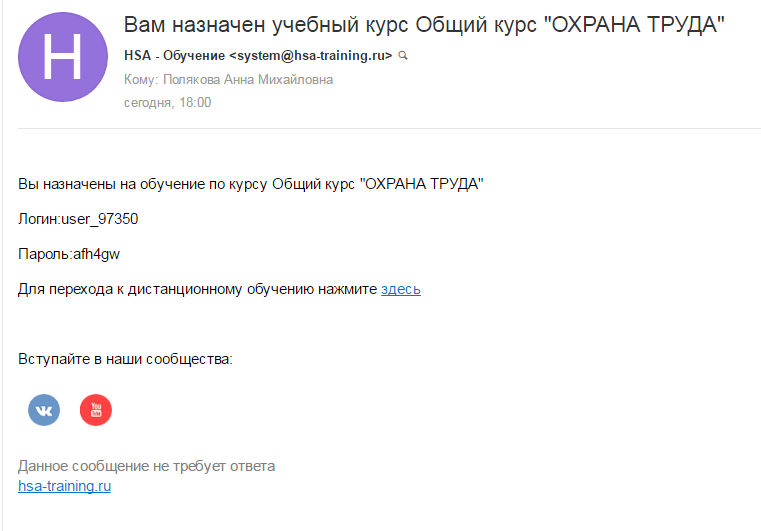 Н
Вам назначен учебный курс Общий курс "ОХРАНА ТРУДА"
HSA - Обучение <system@hsa-training.ru>
Кому: Полякова Анна Михайловна
сегодня, 18:00
Вы назначены на обучение по курсу Общий курс "ОХРАНА ТРУДА"
Логин:user_97350
Пароль:afh4gw
Для перехода к дистанционному обучению нажмите здесь
Вступайте в наши сообщества:
You
Tube
Данное сообщение не требует ответа
hsa-training.ru